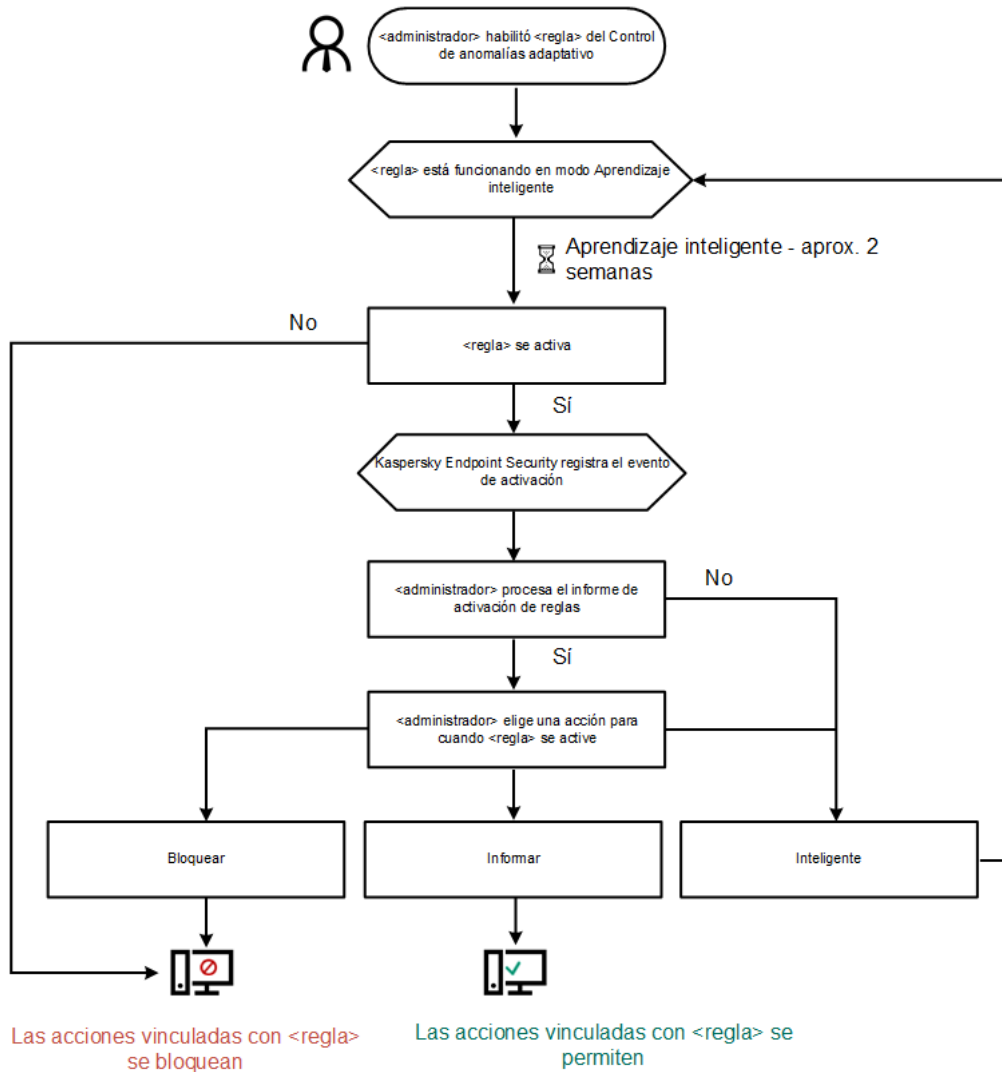 <administrador> habilitó <regla> del Control
de anomalías adaptativo
<regla> está funcionando en modo Aprendizaje
inteligente
Aprendizaje inteligente - aprox. 2
semanas
No
<regla> se activa
Sí
Kaspersky Endpoint Security registra el evento
de activación
<administrador> procesa el informe de
activación de reglas
No
Sí
<administrador> elige una acción para
cuando <regla> se active
Bloquear
Informar
Inteligente
Las acciones vinculadas con <regla>
se bloquean
Las acciones vinculadas con <regla> se
permiten